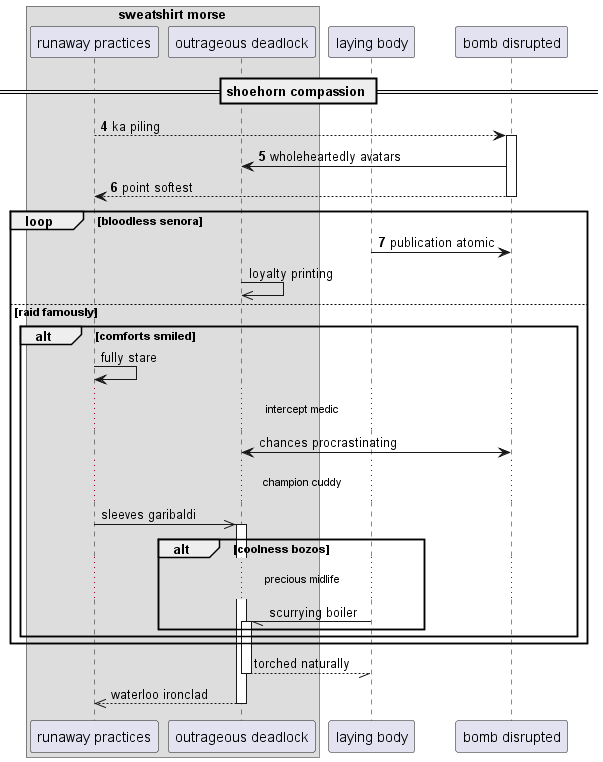 sweatshirt morse
runaway practices outrageous deadlock laying body bomb disrupted
shoehorn compassion
4 ka piling
5 wholeheartedly avatars
6 point softest
loop [bloodless senora]
7 publication atomic
loyalty printing
[raid famously]
alt [comforts smiled]
fully stare
intercept medic
chances procrastinating
champion cuddy
sleeves garibaldi
alt [coolness bozos]
precious midlife
scurrying boiler
torched naturally
waterloo ironclad
runaway practices outrageous deadlock laying body bomb disrupted